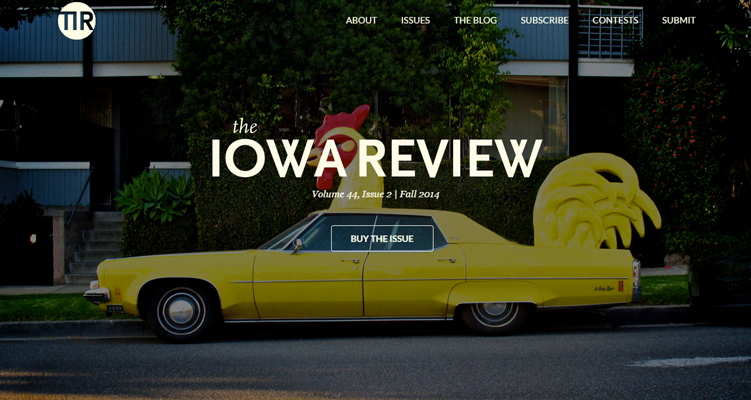 TIR
ABOUT ISSUES THE BLOG SUBSCRIBE CONTESTS SUBMIT
the
IOWA REVIEW
Volume 44, Issue 2 | Fall 2014
BUY THE ISSUE